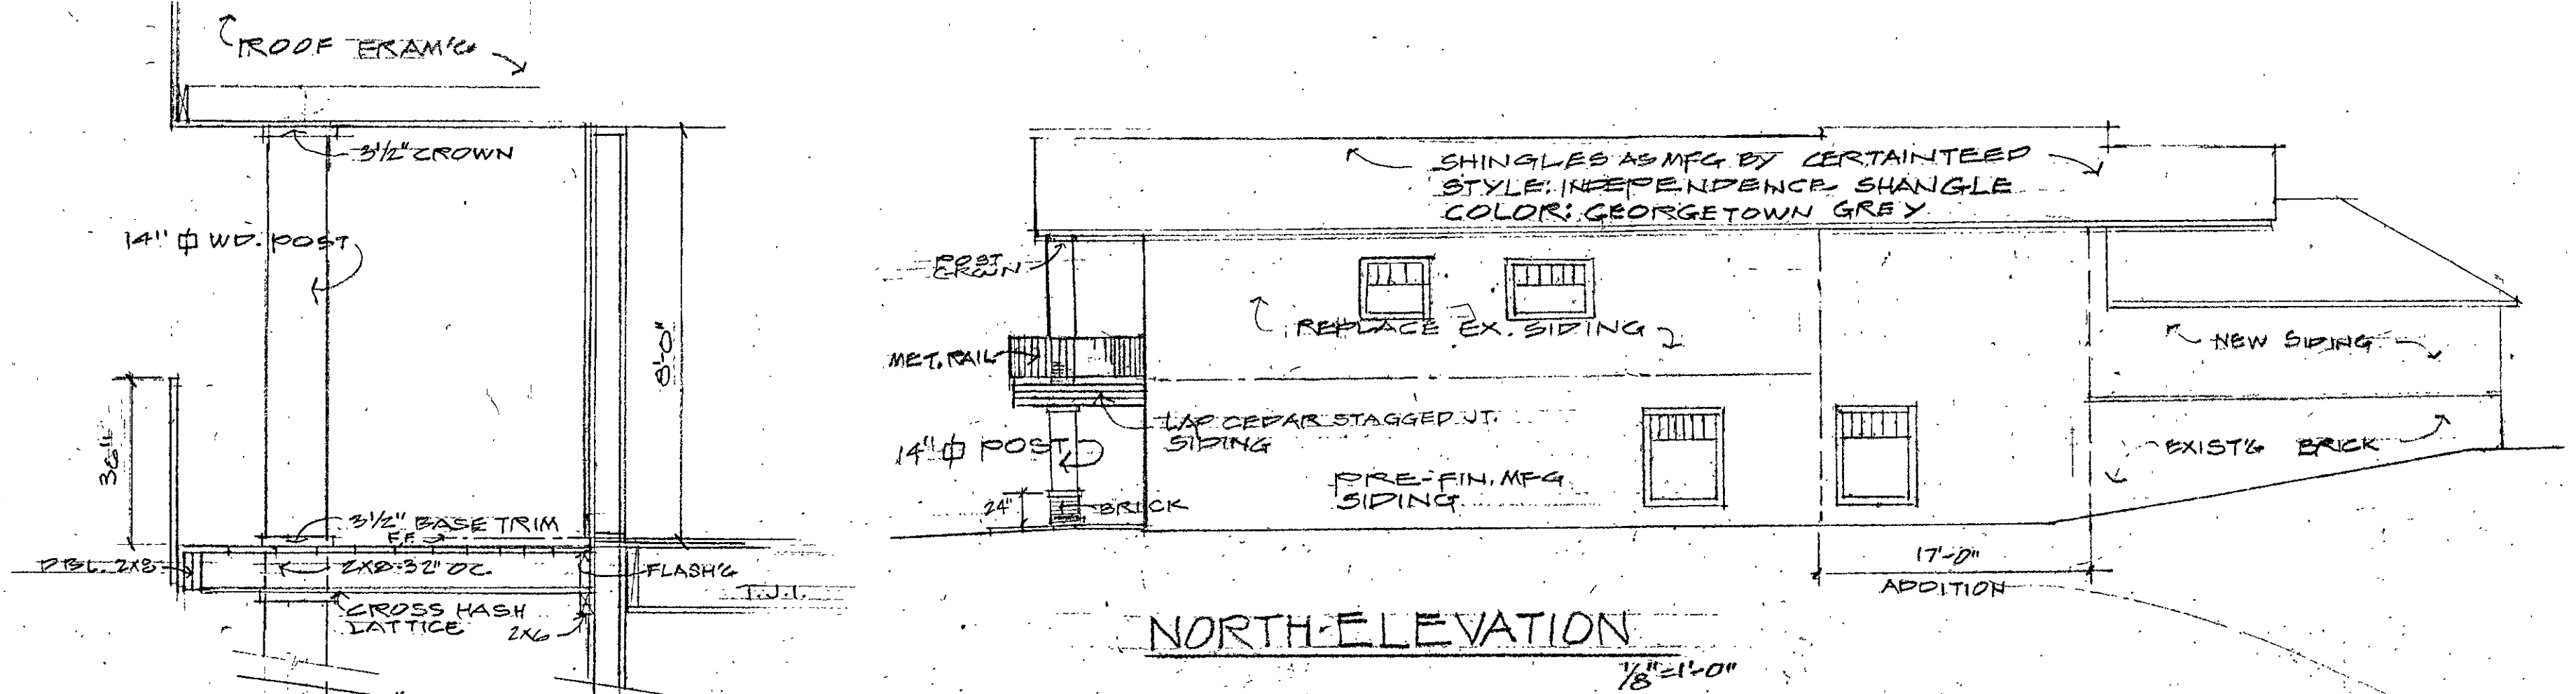 ROOF FRAM'G
3½" CROWN
14" ⌽ WD. POST
8'-0"
36"
3½" BASE TRIM
F.F.
DBL. 2X8
2X8-32" OC.
FLASH'G
T.J.I.
CROSS HASH
LATTICE
2X6
SHINGLES AS MFG BY CERTAINTEED
STYLE: INDEPENDENCE SHANGLE
COLOR: GEORGETOWN GREY
POST
CROWN
REPLACE EX. SIDING
MET. RAIL
NEW SIDING
LAP CEDAR STAGGED JT.
SIDING
14" ⌽ POST
EXIST'G BRICK
PRE-FIN. MFG
SIDING
24"
BRICK
17'-0"
ADDITION
NORTH ELEVATION
1/8"=1'-0"